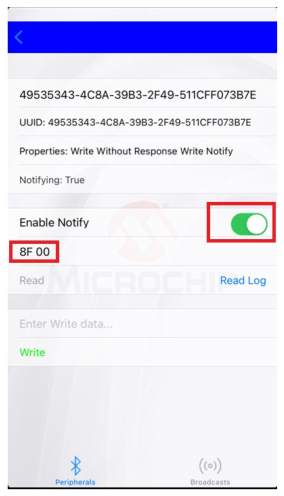 49535343-4C8A-39B3-2F49-511CFF073B7E
UUID: 49535343-4C8A-39B3-2F49-511CFF073B7E
Properties: Write Without Response Write Notify
Notifying: True
Enable Notify
8F 00
MICROCHIP
Read Read Log
Enter Write data...
Write
Peripherals Broadcasts